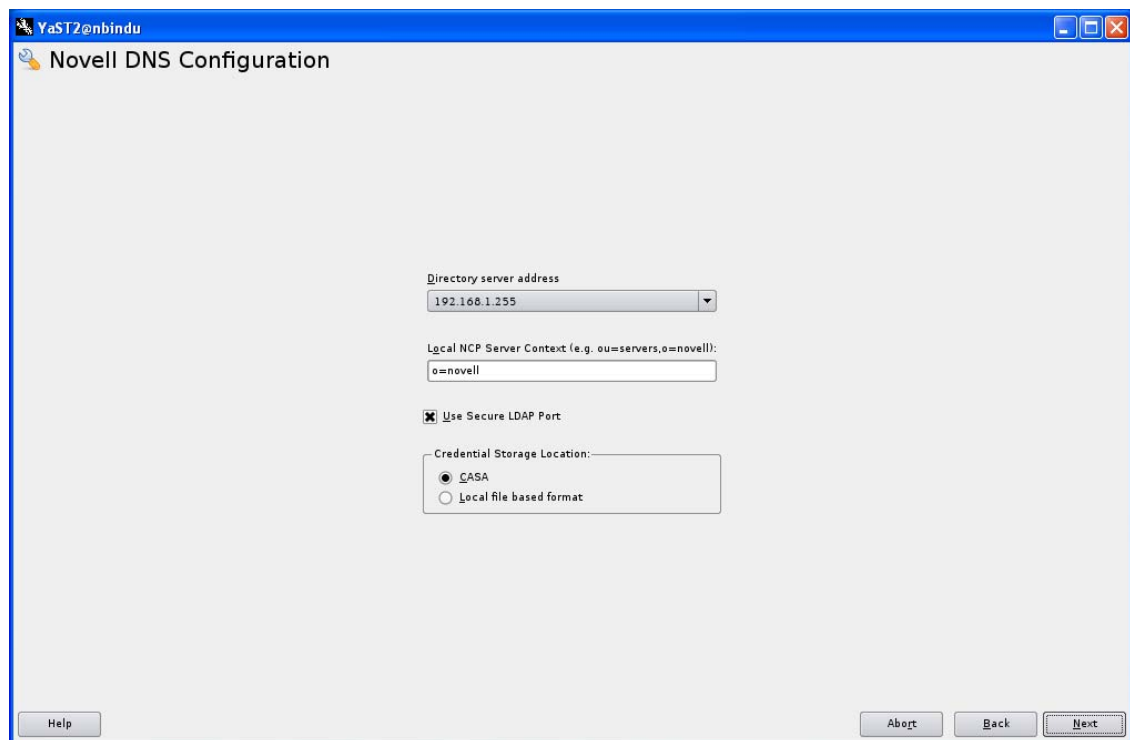 YaST2@nbindu
Novell DNS Configuration
Directory server address
192.168.1.255
Local NCP Server Context (e.g. ou=servers,o=novell):
o=novell
Use Secure LDAP Port
Credential Storage Location:
CASA
Local file based format
Help
Abort
Back
Next